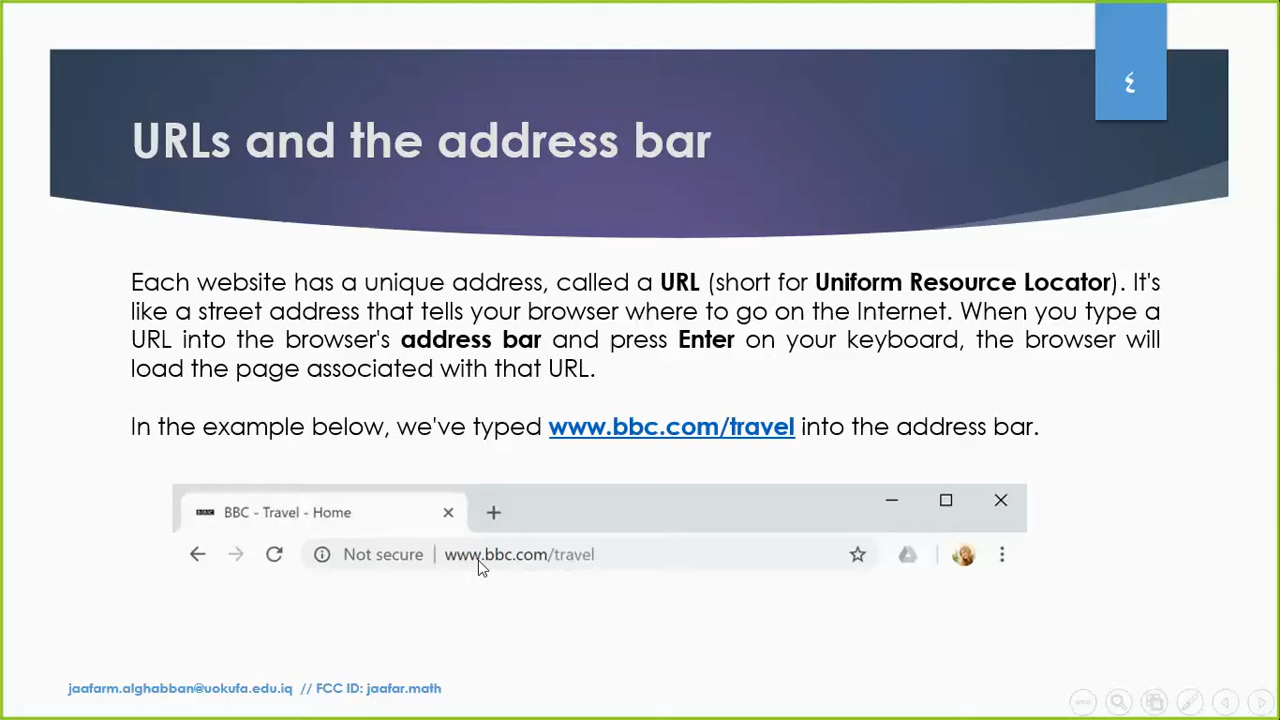 ٤
URLs and the address bar
Each website has a unique address, called a URL (short for Uniform Resource Locator). It's
like a street address that tells your browser where to go on the Internet. When you type a
URL into the browser's address bar and press Enter on your keyboard, the browser will
load the page associated with that URL.
In the example below, we've typed www.bbc.com/travel into the address bar.
BBC BBC - Travel - Home
Not secure | www.bbc.com/travel
jaafarm.alghabban@uokufa.edu.iq // FCC ID: jaafar.math